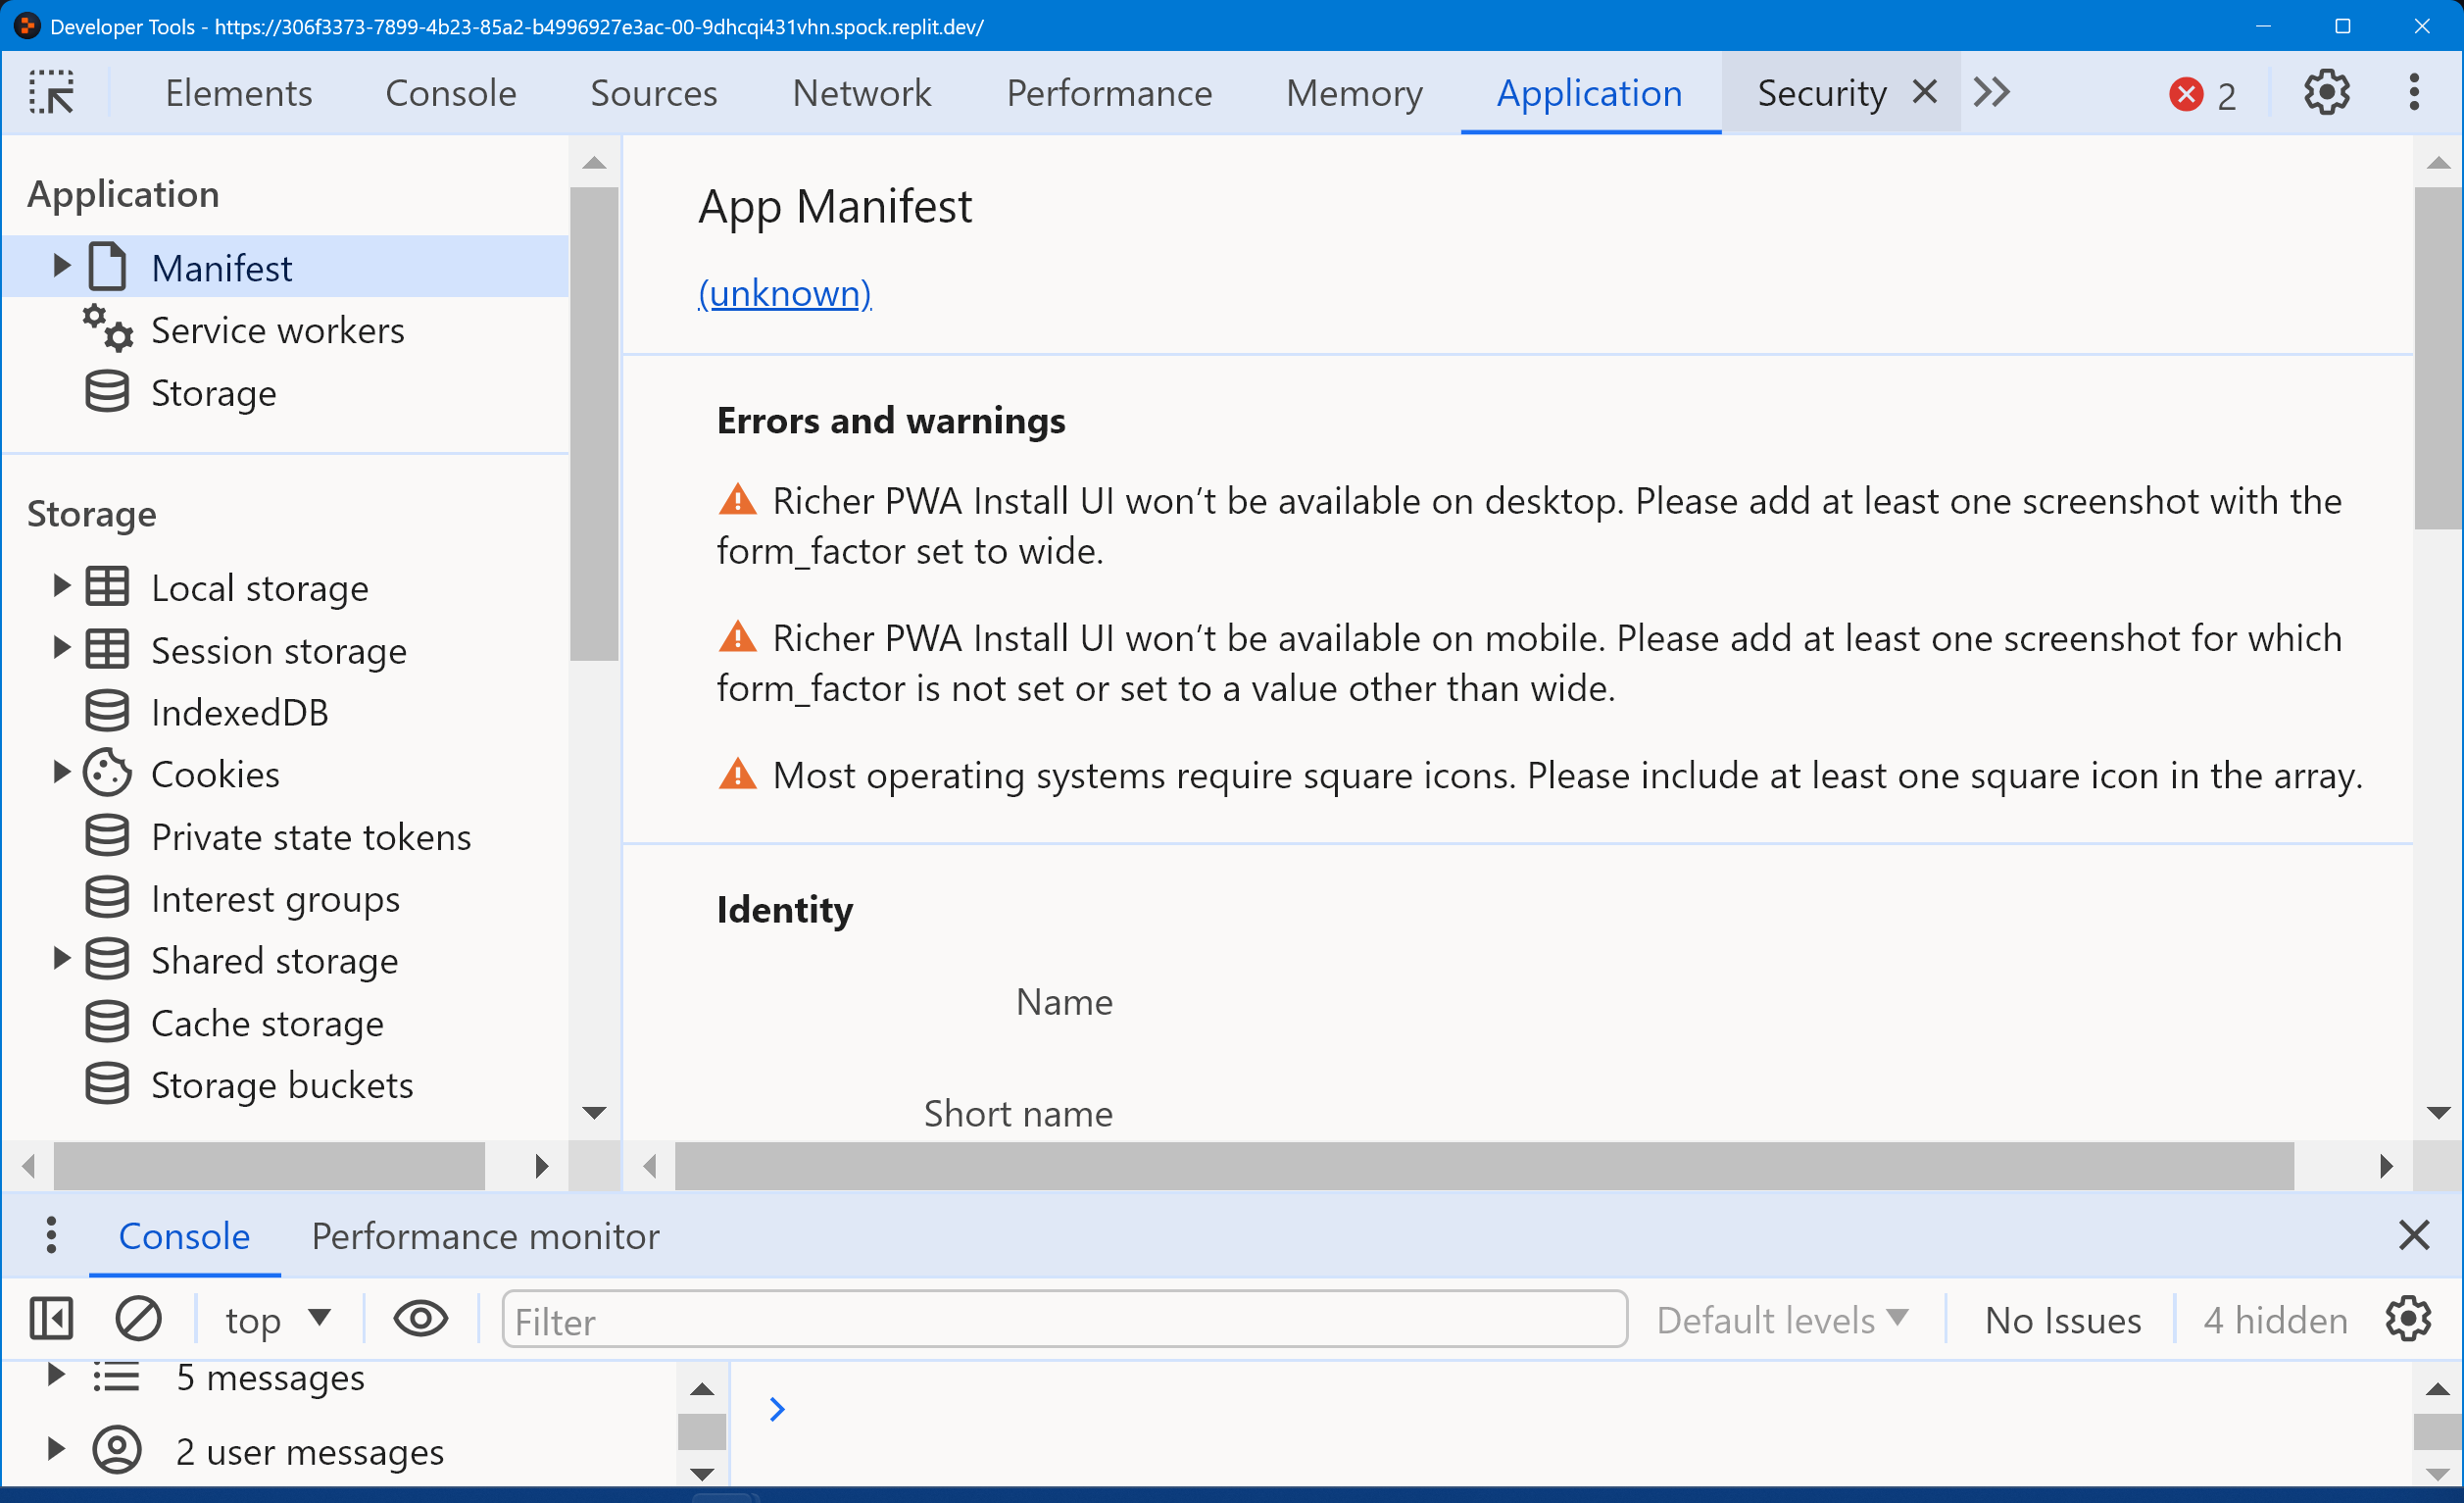 Developer Tools - https://306f3373-7899-4b23-85a2-b4996927e3ac-00-9dhcqi431vhn.spock.replit.dev/
Elements Console Sources Network Performance Memory Application Security 2
Application
Manifest
Service workers
Storage
Storage
Local storage
Session storage
IndexedDB
Cookies
Private state tokens
Interest groups
Shared storage
Cache storage
Storage buckets
App Manifest
(unknown)
Errors and warnings
Richer PWA Install UI won’t be available on desktop. Please add at least one screenshot with the
form_factor set to wide.
Richer PWA Install UI won’t be available on mobile. Please add at least one screenshot for which
form_factor is not set or set to a value other than wide.
Most operating systems require square icons. Please include at least one square icon in the array.
Identity
Name
Short name
Console Performance monitor
top Filter Default levels No Issues 4 hidden
5 messages
2 user messages